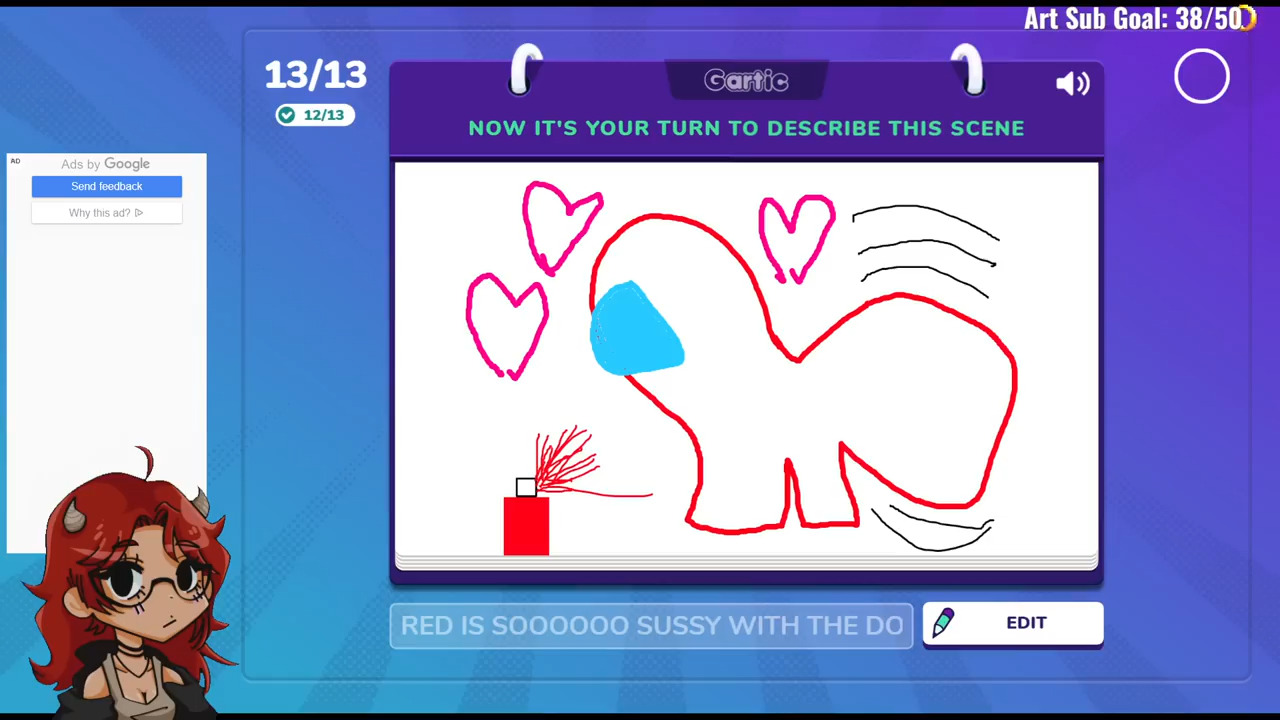 Art Sub Goal: 38/50
13/13
12/13
Gartic
NOW IT'S YOUR TURN TO DESCRIBE THIS SCENE
AD
Ads by Google
Send feedback
Why this ad?
RED IS SOOOOOO SUSSY WITH THE DO
EDIT